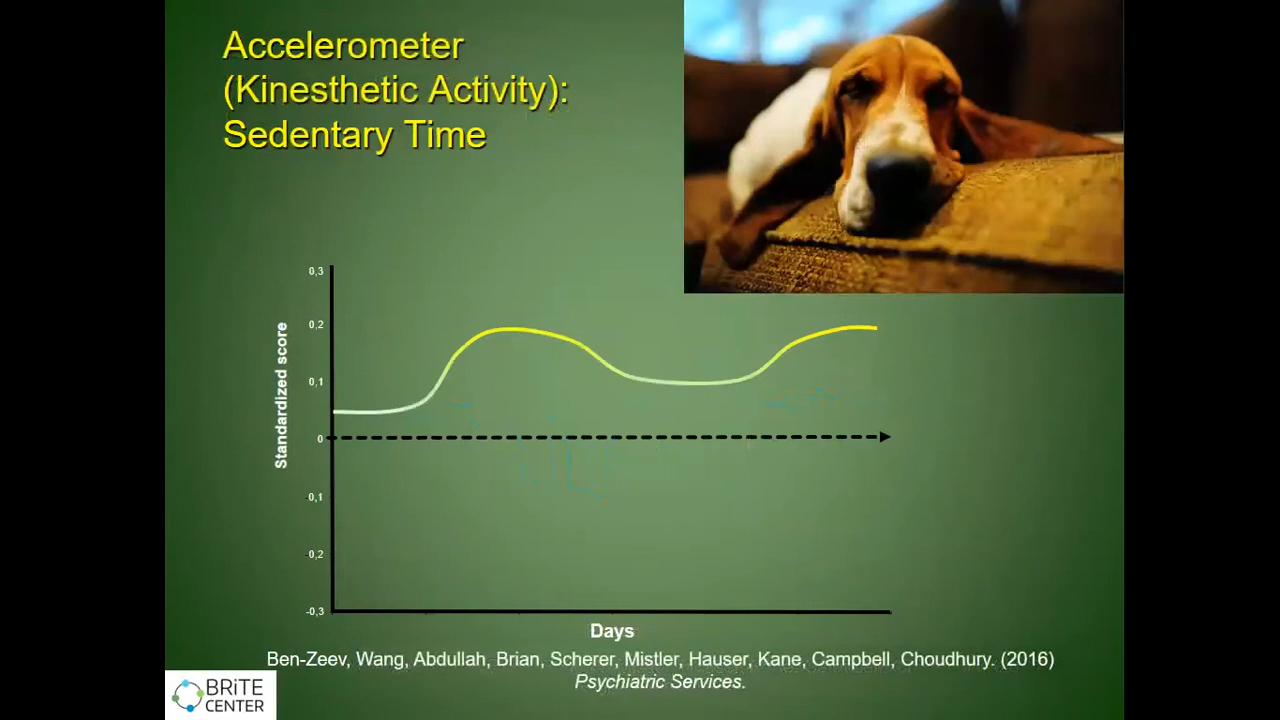 Accelerometer
(Kinesthetic Activity):
Sedentary Time
0,3
0,2
0,1
0
-0,1
-0,2
-0,3
Standardized score
Days
Ben-Zeev, Wang, Abdullah, Brian, Scherer, Mistler, Hauser, Kane, Campbell, Choudhury. (2016)
Psychiatric Services.
BRiTE
CENTER